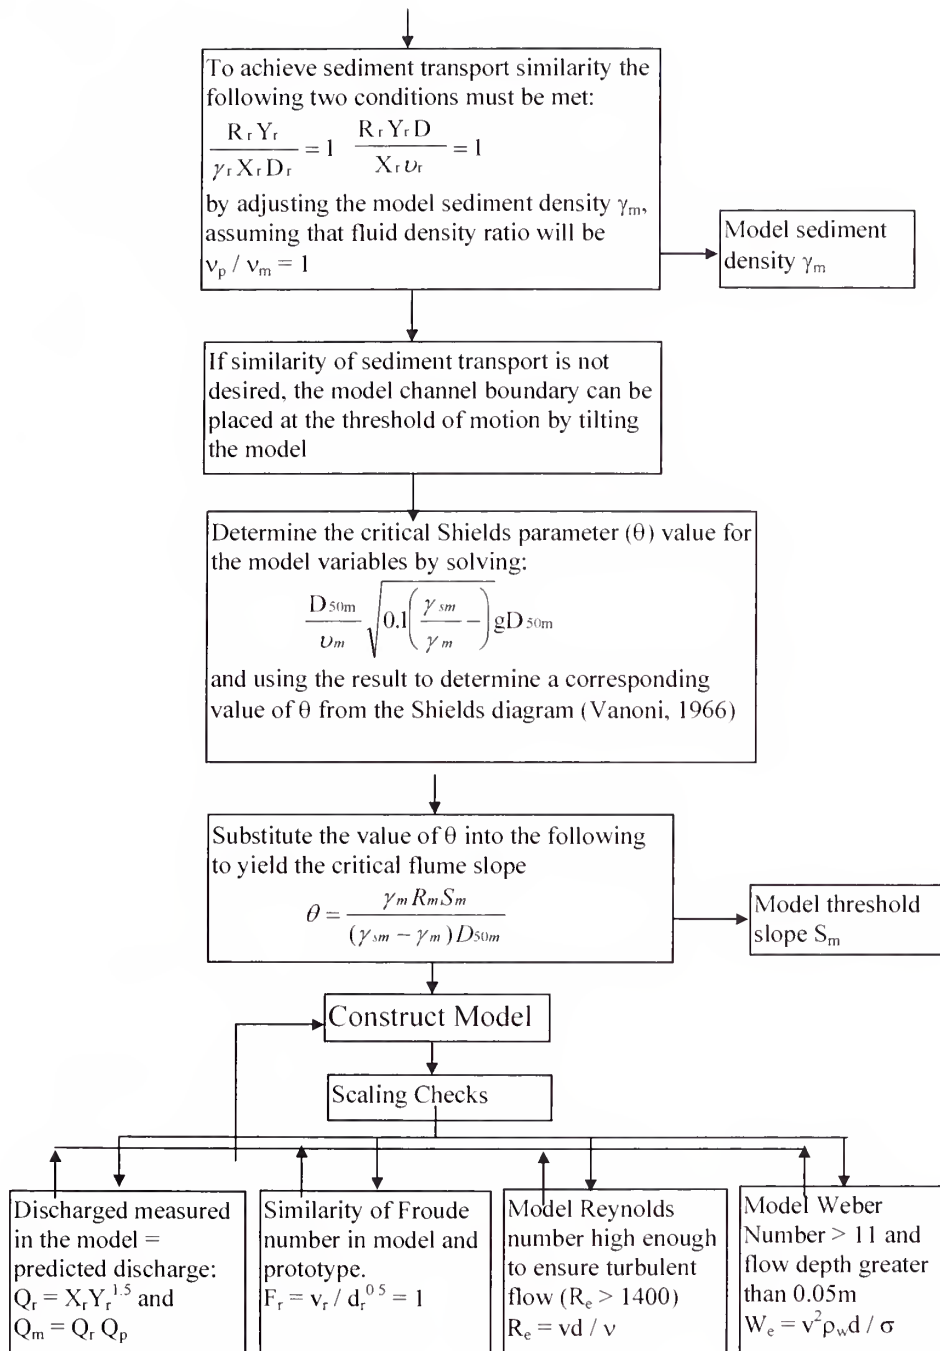 To achieve sediment transport similarity the
following two conditions must be met:
R r Y r / γ r X r D r = 1   R r Y r D / X r υ r = 1
by adjusting the model sediment density γm,
assuming that fluid density ratio will be
νp / νm = 1
Model sediment
density γm
If similarity of sediment transport is not
desired, the model channel boundary can be
placed at the threshold of motion by tilting
the model
Determine the critical Shields parameter (θ) value for
the model variables by solving:
D50m / υm √0.1(γsm / γm −) gD50m
and using the result to determine a corresponding
value of θ from the Shields diagram (Vanoni, 1966)
Substitute the value of θ into the following
to yield the critical flume slope
θ = γm Rm Sm / (γsm − γm) D50m
Model threshold
slope Sm
Construct Model
Scaling Checks
Discharged measured
in the model =
predicted discharge:
Qr = XrYr^1.5 and
Qm = Qr Qp
Similarity of Froude
number in model and
prototype.
Fr = vr / dr^0 5 = 1
Model Reynolds
number high enough
to ensure turbulent
flow (Re > 1400)
Re = vd / ν
Model Weber
Number > 11 and
flow depth greater
than 0.05m
We = v²ρwd / σ